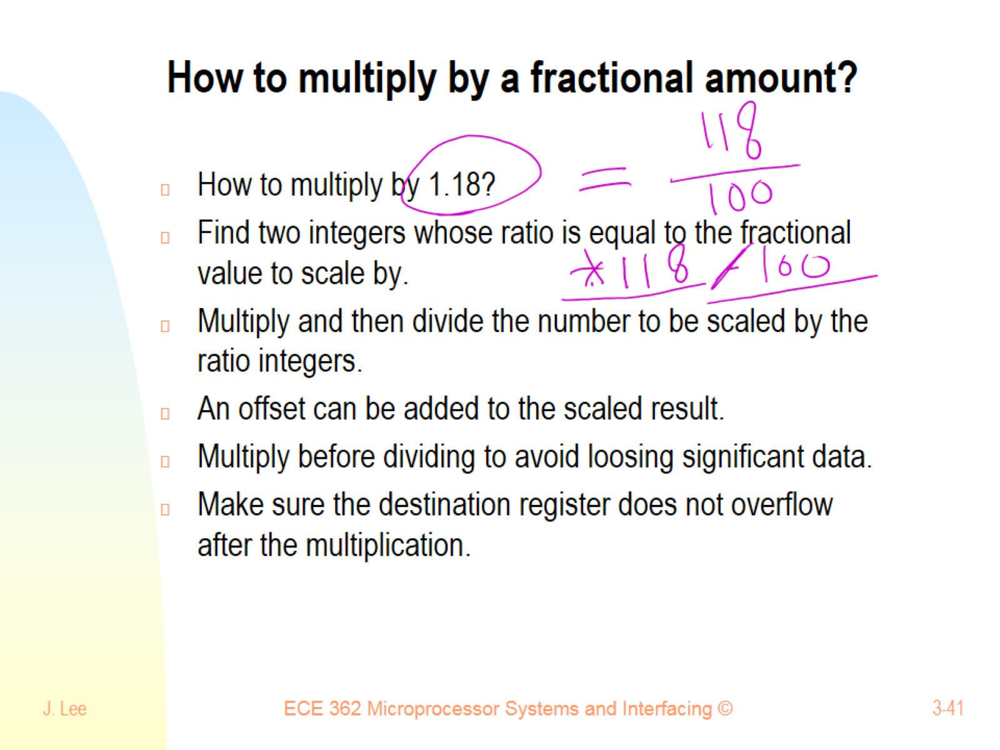 How to multiply by a fractional amount?
118
How to multiply by 1.18? =
100
Find two integers whose ratio is equal to the fractional
value to scale by. * 118 / 100
Multiply and then divide the number to be scaled by the
ratio integers.
An offset can be added to the scaled result.
Multiply before dividing to avoid loosing significant data.
Make sure the destination register does not overflow
after the multiplication.
J. Lee ECE 362 Microprocessor Systems and Interfacing © 3-41